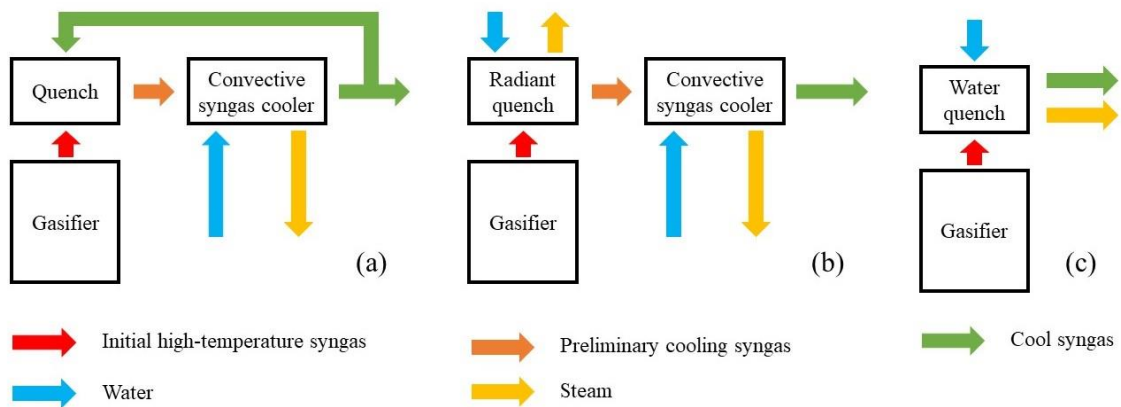 Quench
Convective
syngas cooler
Gasifier
(a)
Radiant
quench
Convective
syngas cooler
Gasifier
(b)
Water
quench
Gasifier
(c)
Initial high-temperature syngas
Water
Preliminary cooling syngas
Steam
Cool syngas